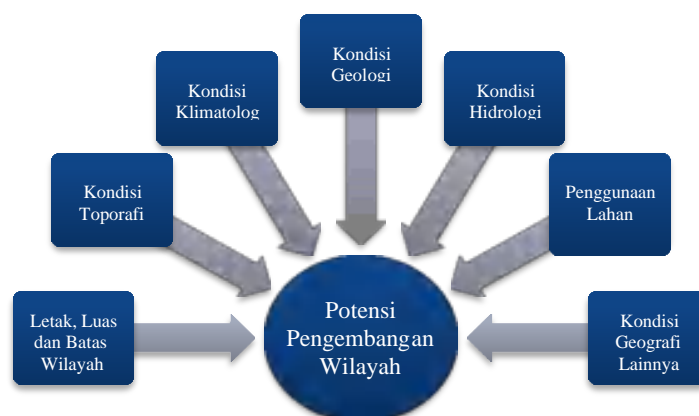 Kondisi
Geologi
Kondisi
Klimatolog
Kondisi
Hidrologi
Kondisi
Toporafi
Penggunaan
Lahan
Letak, Luas
dan Batas
Wilayah
Potensi
Pengembangan
Wilayah
Kondisi
Geografi
Lainnya